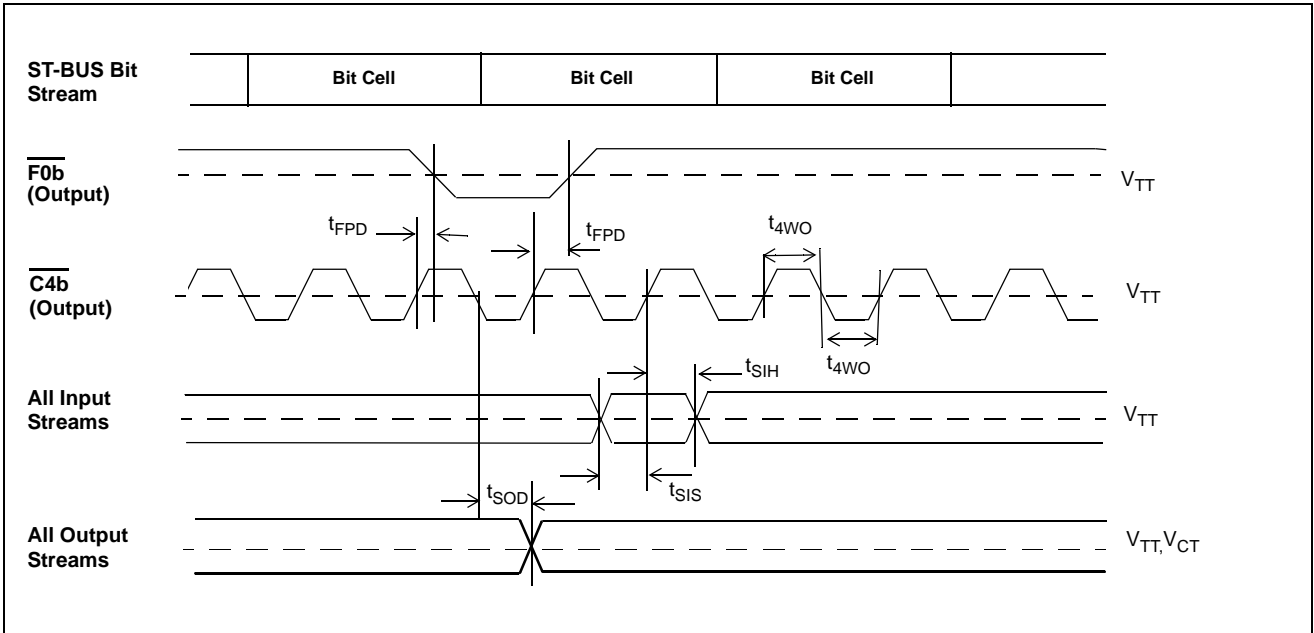 ST-BUS Bit
Stream
Bit Cell
Bit Cell
Bit Cell
F0b
(Output)
VTT
tFPD
tFPD
t4WO
C4b
(Output)
VTT
t4WO
tSIH
All Input
Streams
VTT
tSOD
tSIS
All Output
Streams
VTT,VCT